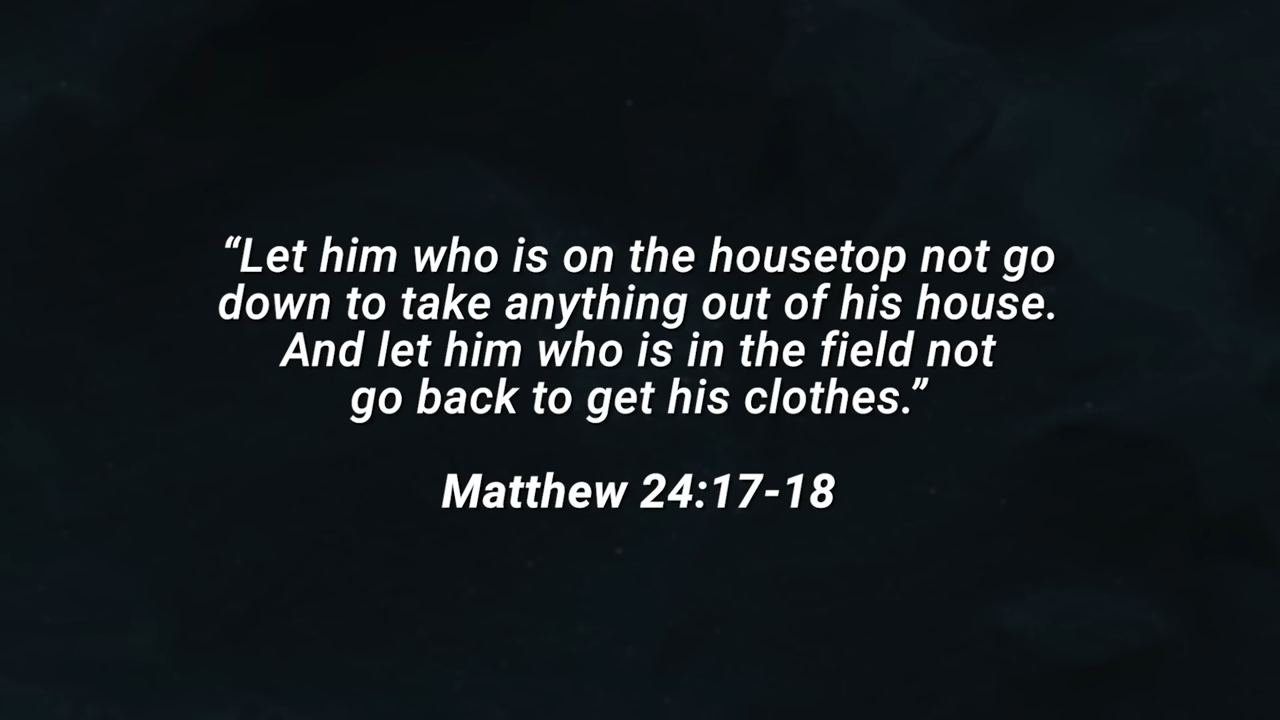 “Let him who is on the housetop not go
down to take anything out of his house.
And let him who is in the field not
go back to get his clothes.”
Matthew 24:17-18